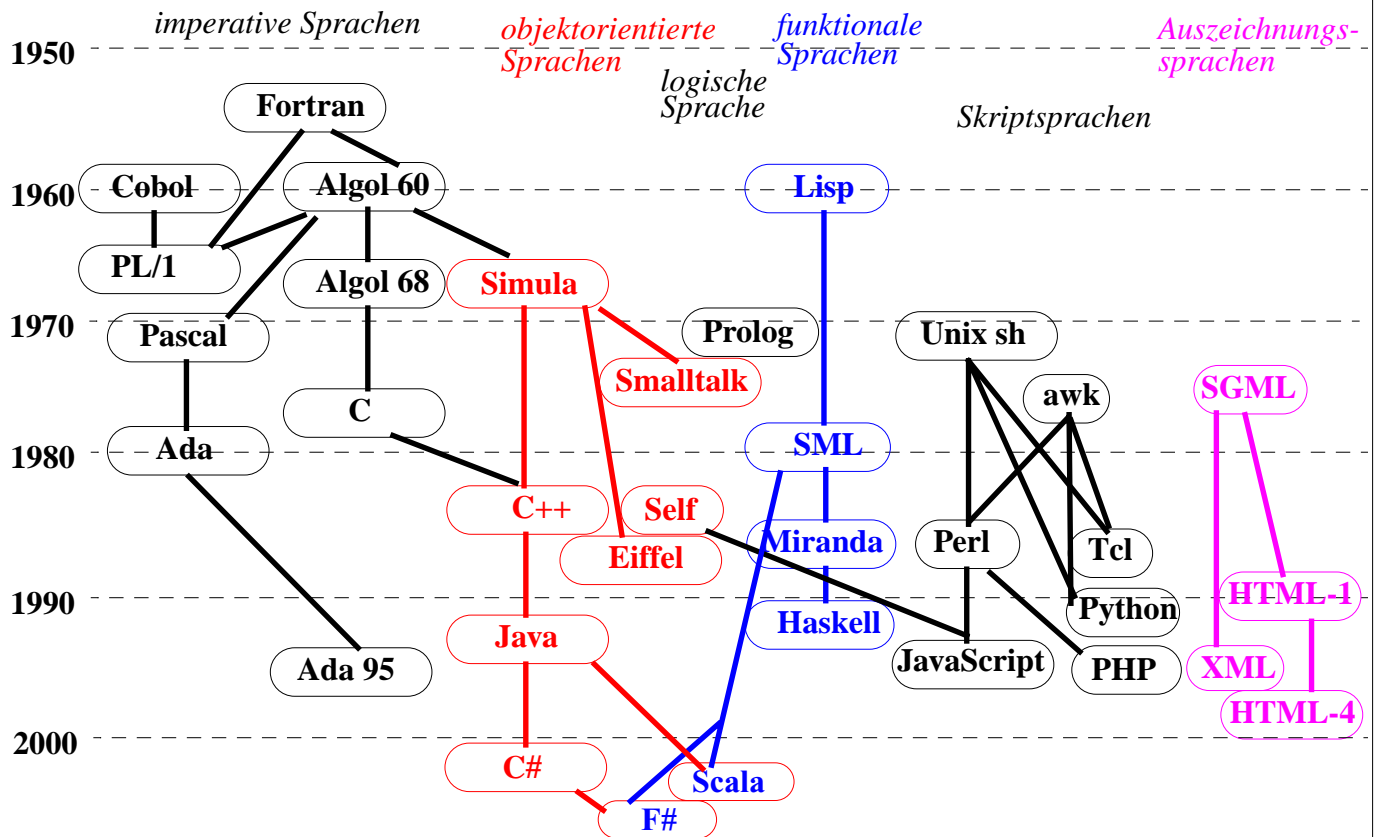 imperative Sprachen
objektorientierte
Sprachen
funktionale
Sprachen
Auszeichnungs-
sprachen
logische
Sprache
Skriptsprachen
1950
Fortran
Cobol
Algol 60
Lisp
1960
PL/1
Algol 68
Simula
1970
Pascal
Prolog
Unix sh
Smalltalk
awk
SGML
C
1980
Ada
SML
C++
Self
Eiffel
Miranda
Perl
Tcl
1990
HTML-1
Python
Haskell
Java
Ada 95
JavaScript
PHP
XML
HTML-4
2000
C#
Scala
F#